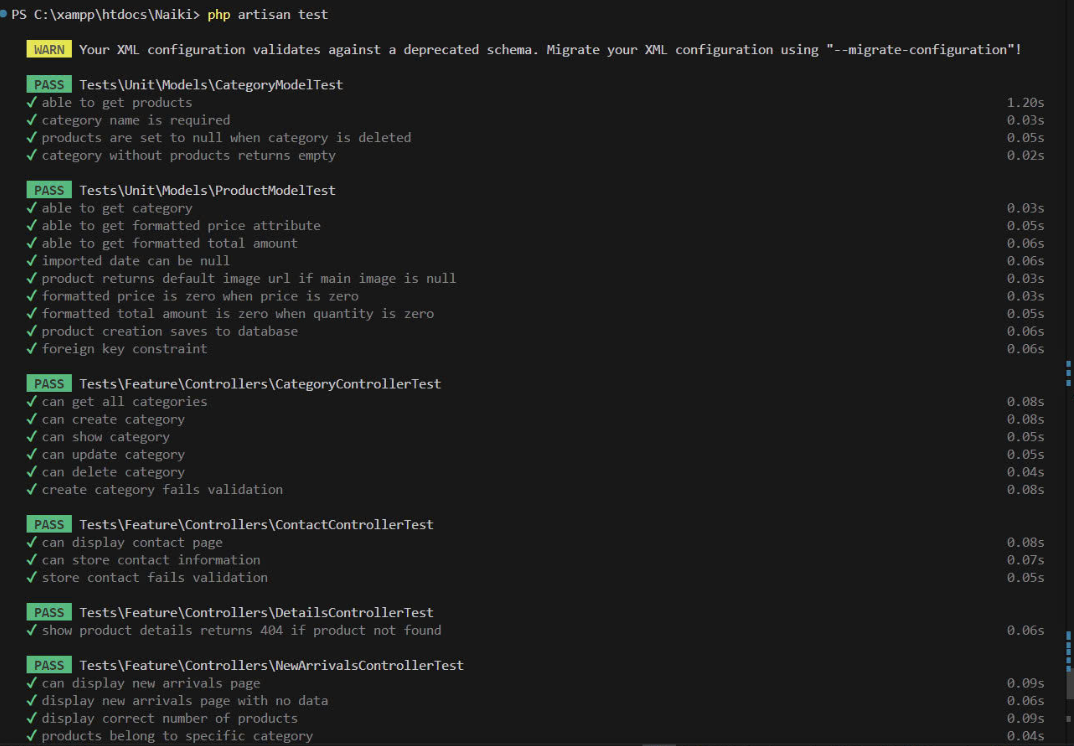 PS C:\xampp\htdocs\Naiki> php artisan test
WARN Your XML configuration validates against a deprecated schema. Migrate your XML configuration using "--migrate-configuration"!
PASS Tests\Unit\Models\CategoryModelTest
✓ able to get products 1.20s
✓ category name is required 0.03s
✓ products are set to null when category is deleted 0.05s
✓ category without products returns empty 0.02s
PASS Tests\Unit\Models\ProductModelTest
✓ able to get category 0.03s
✓ able to get formatted price attribute 0.05s
✓ able to get formatted total amount 0.06s
✓ imported date can be null 0.06s
✓ product returns default image url if main image is null 0.03s
✓ formatted price is zero when price is zero 0.03s
✓ formatted total amount is zero when quantity is zero 0.05s
✓ product creation saves to database 0.06s
✓ foreign key constraint 0.06s
PASS Tests\Feature\Controllers\CategoryControllerTest
✓ can get all categories 0.08s
✓ can create category 0.08s
✓ can show category 0.05s
✓ can update category 0.05s
✓ can delete category 0.04s
✓ create category fails validation 0.08s
PASS Tests\Feature\Controllers\ContactControllerTest
✓ can display contact page 0.08s
✓ can store contact information 0.07s
✓ store contact fails validation 0.05s
PASS Tests\Feature\Controllers\DetailsControllerTest
✓ show product details returns 404 if product not found 0.06s
PASS Tests\Feature\Controllers\NewArrivalsControllerTest
✓ can display new arrivals page 0.09s
✓ display new arrivals page with no data 0.06s
✓ display correct number of products 0.09s
✓ products belong to specific category 0.04s